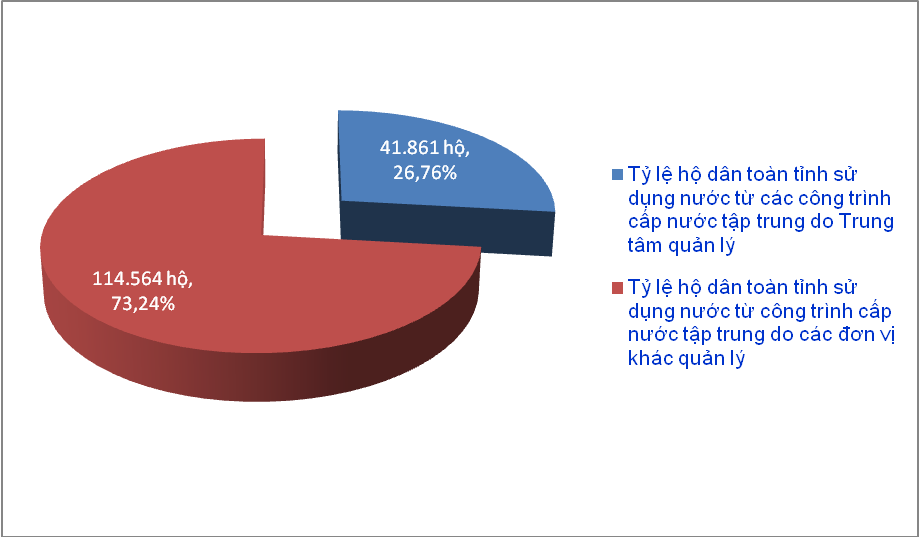 41.861 hộ,
26,76%
114.564 hộ,
73,24%
Tỷ lệ hộ dân toàn tỉnh sử
dụng nước từ các công trình
cấp nước tập trung do Trung
tâm quản lý
Tỷ lệ hộ dân toàn tỉnh sử
dụng nước từ công trình cấp
nước tập trung do các đơn vị
khác quản lý